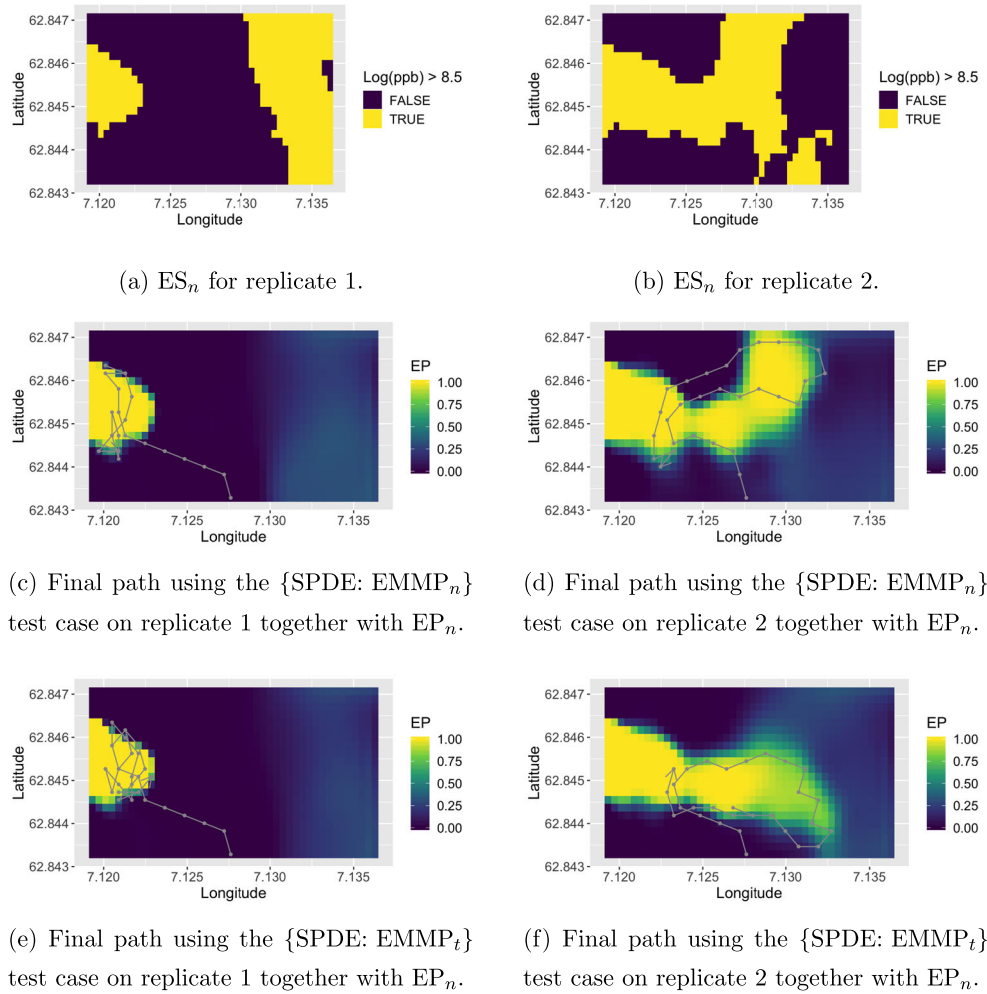 62.847
62.846
62.845
62.844
62.843
Latitude
7.120 7.125 7.130 7.135
Longitude
Log(ppb) > 8.5
FALSE
TRUE
62.847
62.846
62.845
62.844
62.843
Latitude
7.120 7.125 7.130 7.135
Longitude
Log(ppb) > 8.5
FALSE
TRUE
(a) ESₙ for replicate 1.
(b) ESₙ for replicate 2.
62.847
62.846
62.845
62.844
62.843
Latitude
7.120 7.125 7.130 7.135
Longitude
EP
1.00
0.75
0.50
0.25
0.00
62.847
62.846
62.845
62.844
62.843
Latitude
7.120 7.125 7.130 7.135
Longitude
EP
1.00
0.75
0.50
0.25
0.00
(c) Final path using the {SPDE: EMMPₙ}
test case on replicate 1 together with EPₙ.
(d) Final path using the {SPDE: EMMPₙ}
test case on replicate 2 together with EPₙ.
62.847
62.846
62.845
62.844
62.843
Latitude
7.120 7.125 7.130 7.135
Longitude
EP
1.00
0.75
0.50
0.25
0.00
62.847
62.846
62.845
62.844
62.843
Latitude
7.120 7.125 7.130 7.135
Longitude
EP
1.00
0.75
0.50
0.25
0.00
(e) Final path using the {SPDE: EMMPₜ}
test case on replicate 1 together with EPₙ.
(f) Final path using the {SPDE: EMMPₜ}
test case on replicate 2 together with EPₙ.